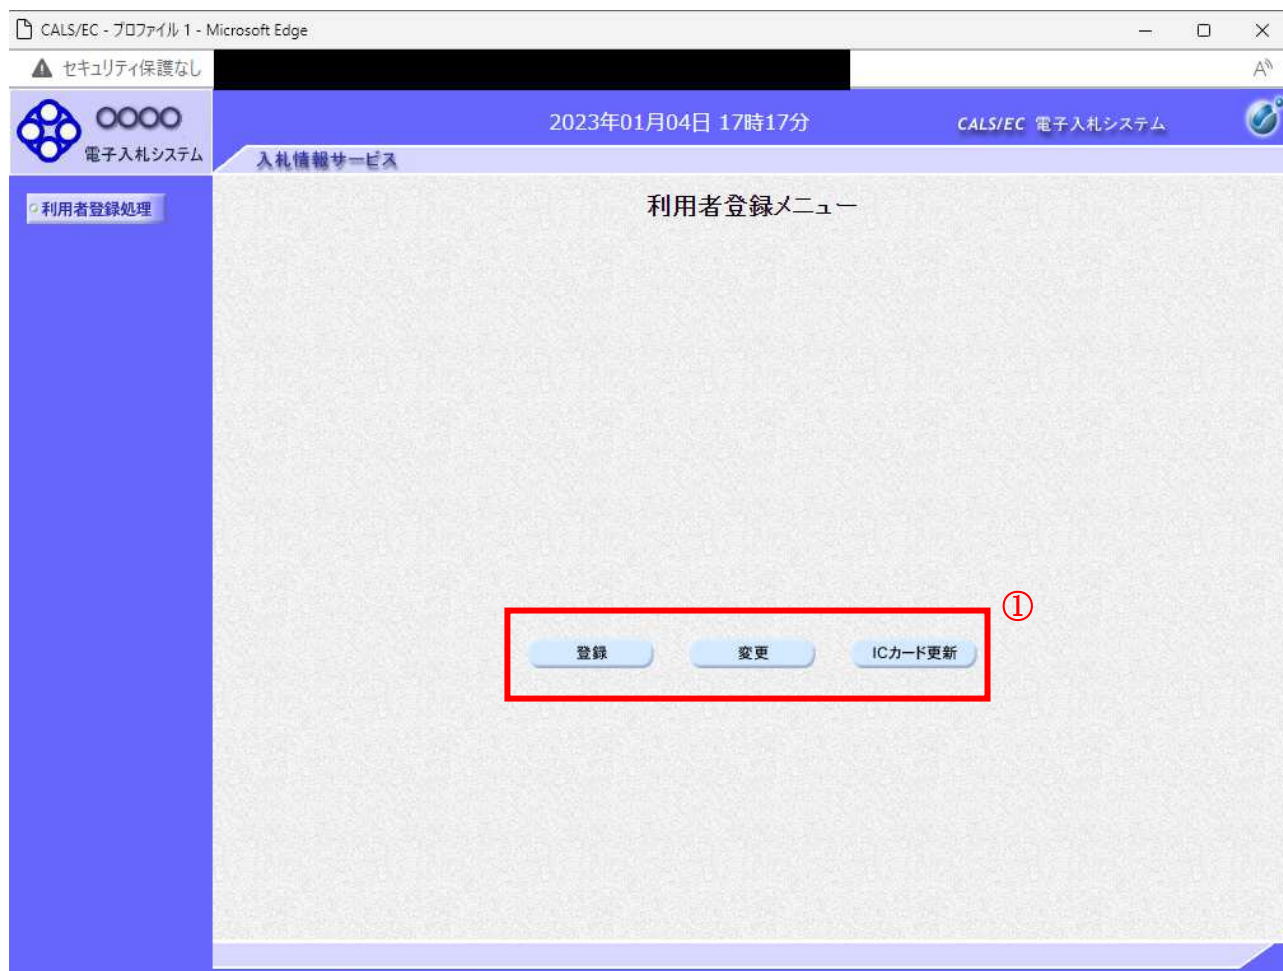 CALS/EC - プロファイル 1 - Microsoft Edge
セキュリティ保護なし
OOOO
電子入札システム
2023年01月04日 17時17分
CALS/EC 電子入札システム
入札情報サービス
利用者登録処理
利用者登録メニュー
①
登録 変更 ICカード更新